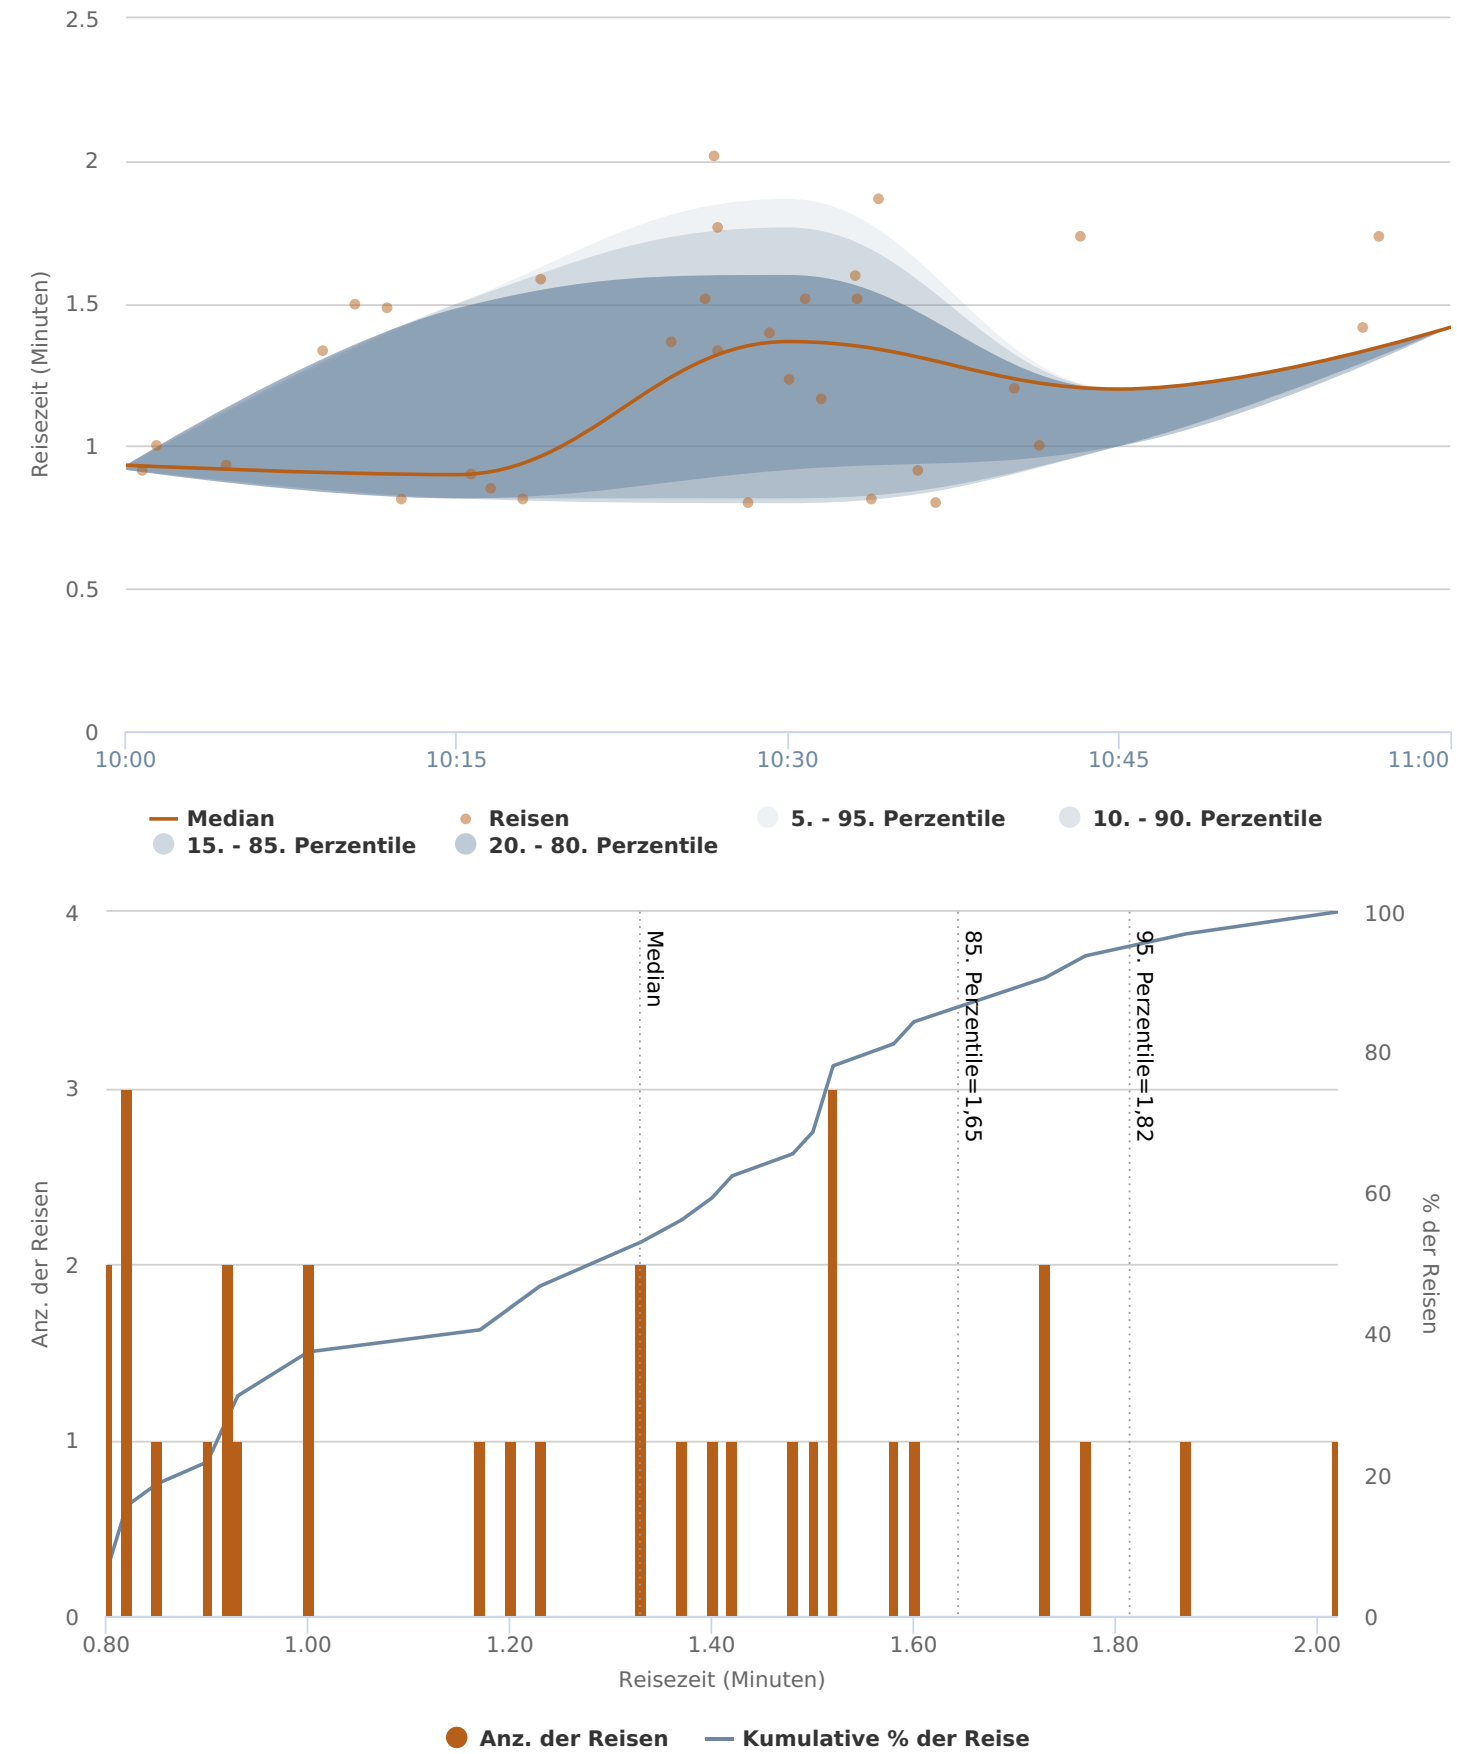 2.5
2
1.5
1
0.5
0
Reisezeit (Minuten)
10:00 10:15 10:30 10:45 11:00
Median Reisen 5. - 95. Perzentile 10. - 90. Perzentile
15. - 85. Perzentile 20. - 80. Perzentile
4
3
2
1
0
Anz. der Reisen
Median
85. Perzentile=1,65
95. Perzentile=1,82
100
80
60
40
20
0
% der Reisen
0.80 1.00 1.20 1.40 1.60 1.80 2.00
Reisezeit (Minuten)
Anz. der Reisen Kumulative % der Reise